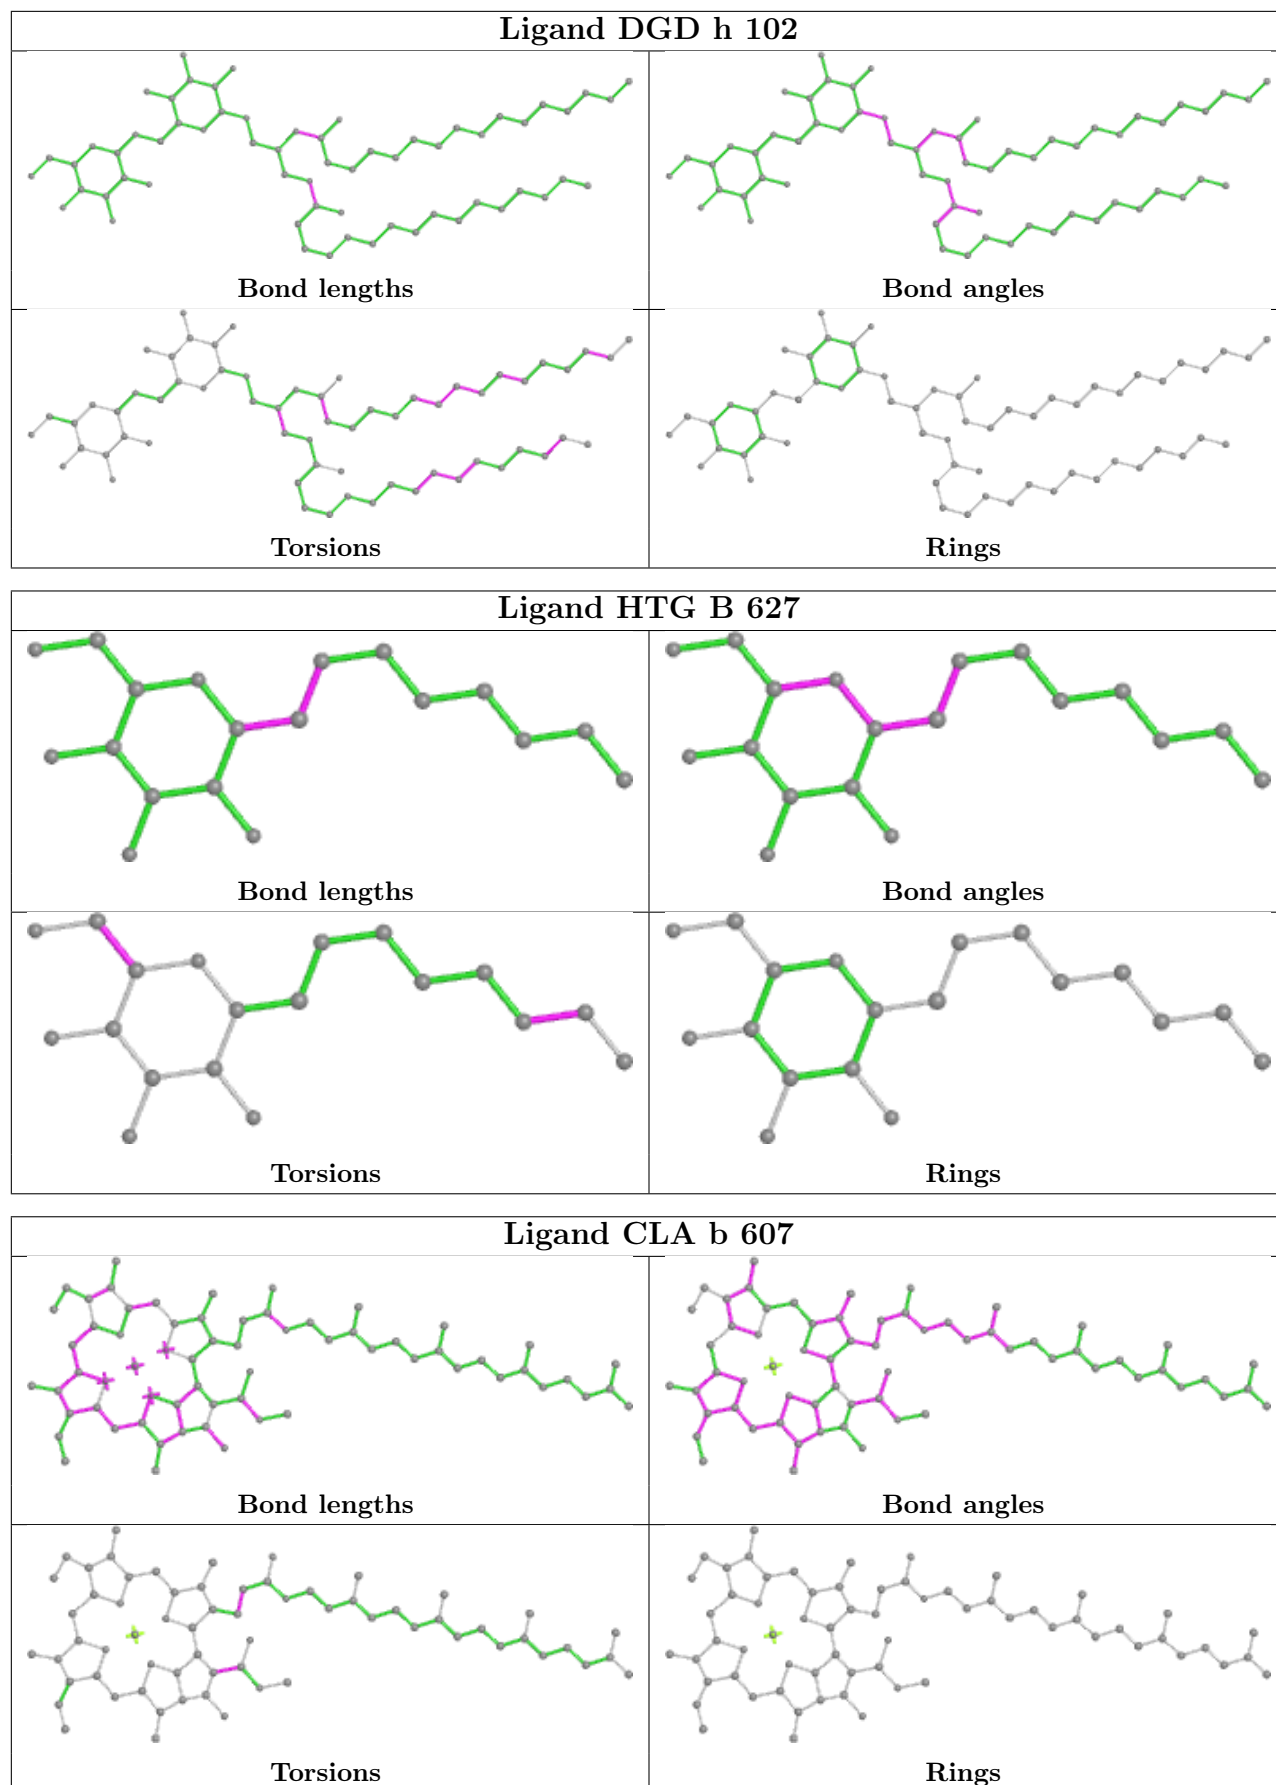 Ligand DGD h 102
Bond lengths
Bond angles
Torsions
Rings
Ligand HTG B 627
Bond lengths
Bond angles
Torsions
Rings
Ligand CLA b 607
Bond lengths
Bond angles
Torsions
Rings